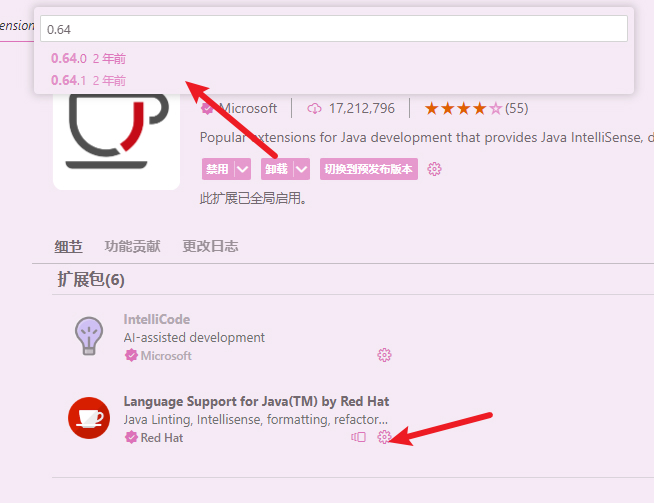 ension
0.64
0.64.0 2 年前
0.64.1 2 年前
Microsoft 17,212,796 (55)
Popular extensions for Java development that provides Java IntelliSense, d
禁用 卸载 切换到预发布版本
此扩展已全局启用。
细节 功能贡献 更改日志
扩展包(6)
IntelliCode
AI-assisted development
Microsoft
Language Support for Java(TM) by Red Hat
Java Linting, Intellisense, formatting, refactor...
Red Hat